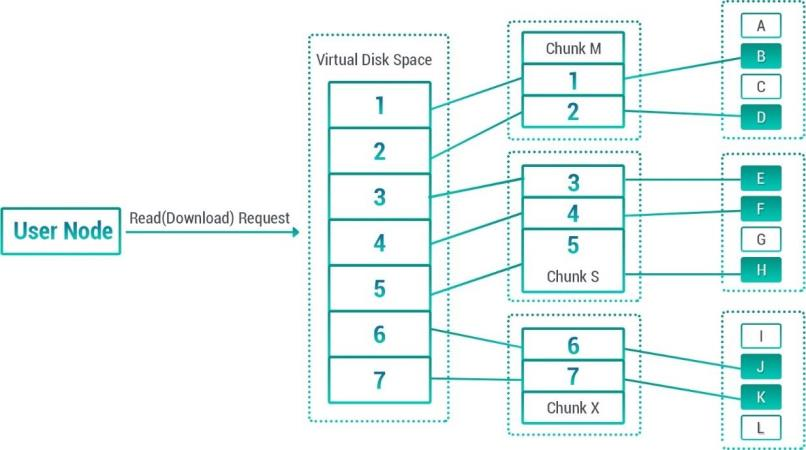 User Node
Read(Download) Request
Virtual Disk Space
1
2
3
4
5
6
7
Chunk M
1
2
3
4
5
Chunk S
6
7
Chunk X
A
B
C
D
E
F
G
H
I
J
K
L